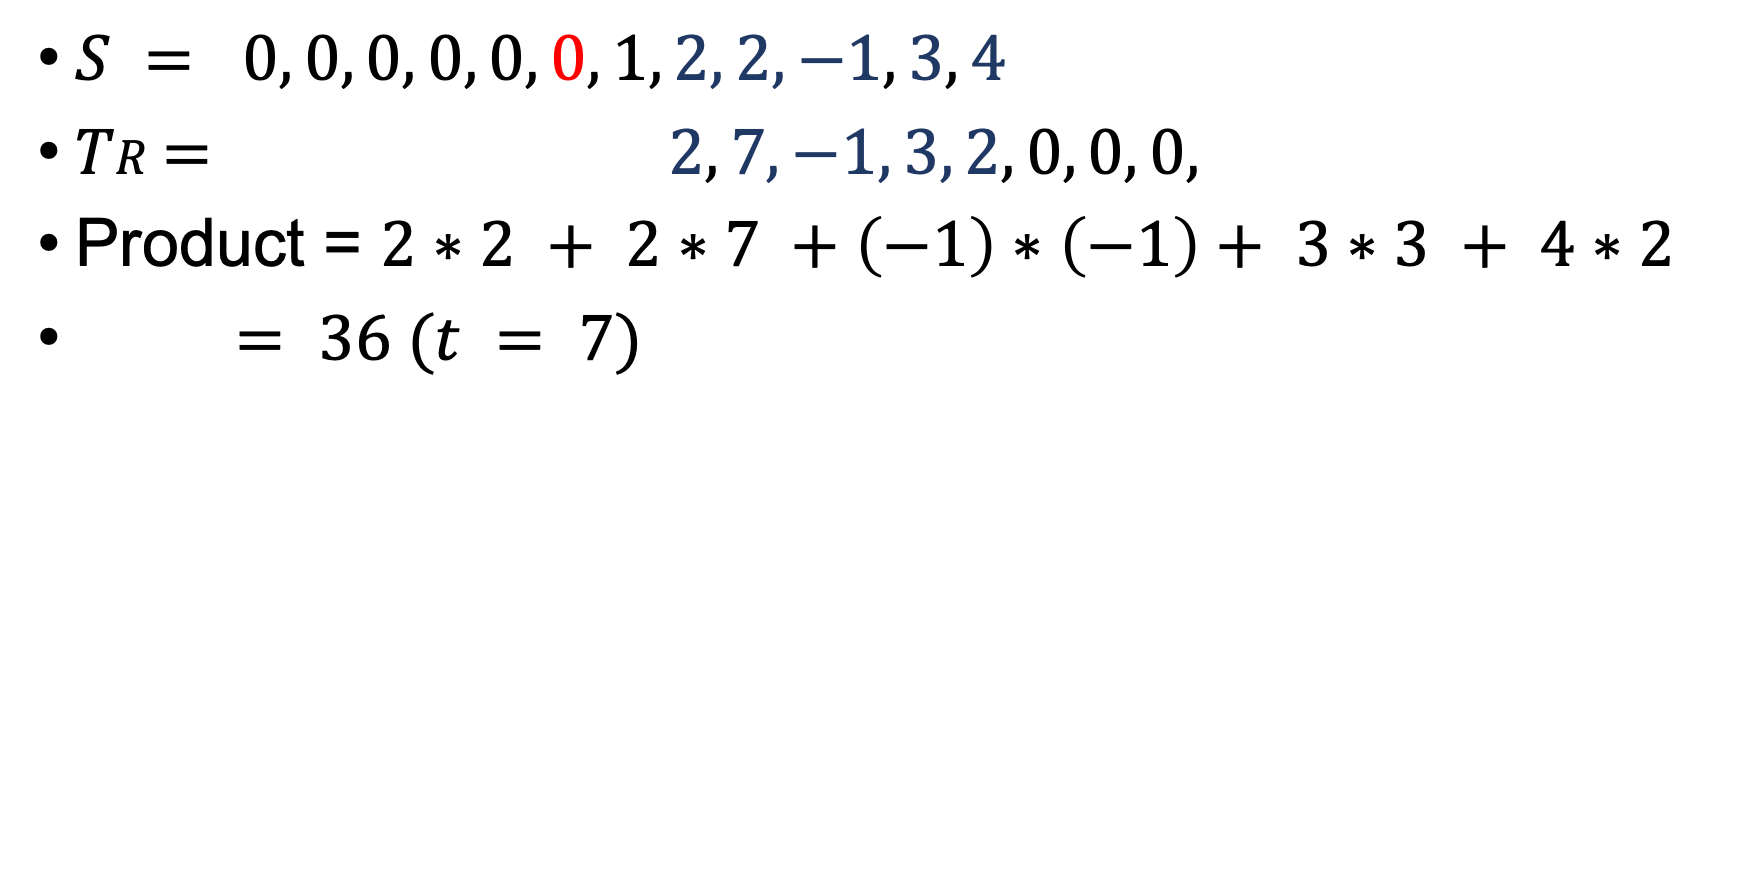 • S = 0, 0, 0, 0, 0, 0, 1, 2, 2, −1, 3, 4
• TR = 2, 7, −1, 3, 2, 0, 0, 0,
• Product = 2 ∗ 2 + 2 ∗ 7 + (−1) ∗ (−1) + 3 ∗ 3 + 4 ∗ 2
• = 36 (t = 7)